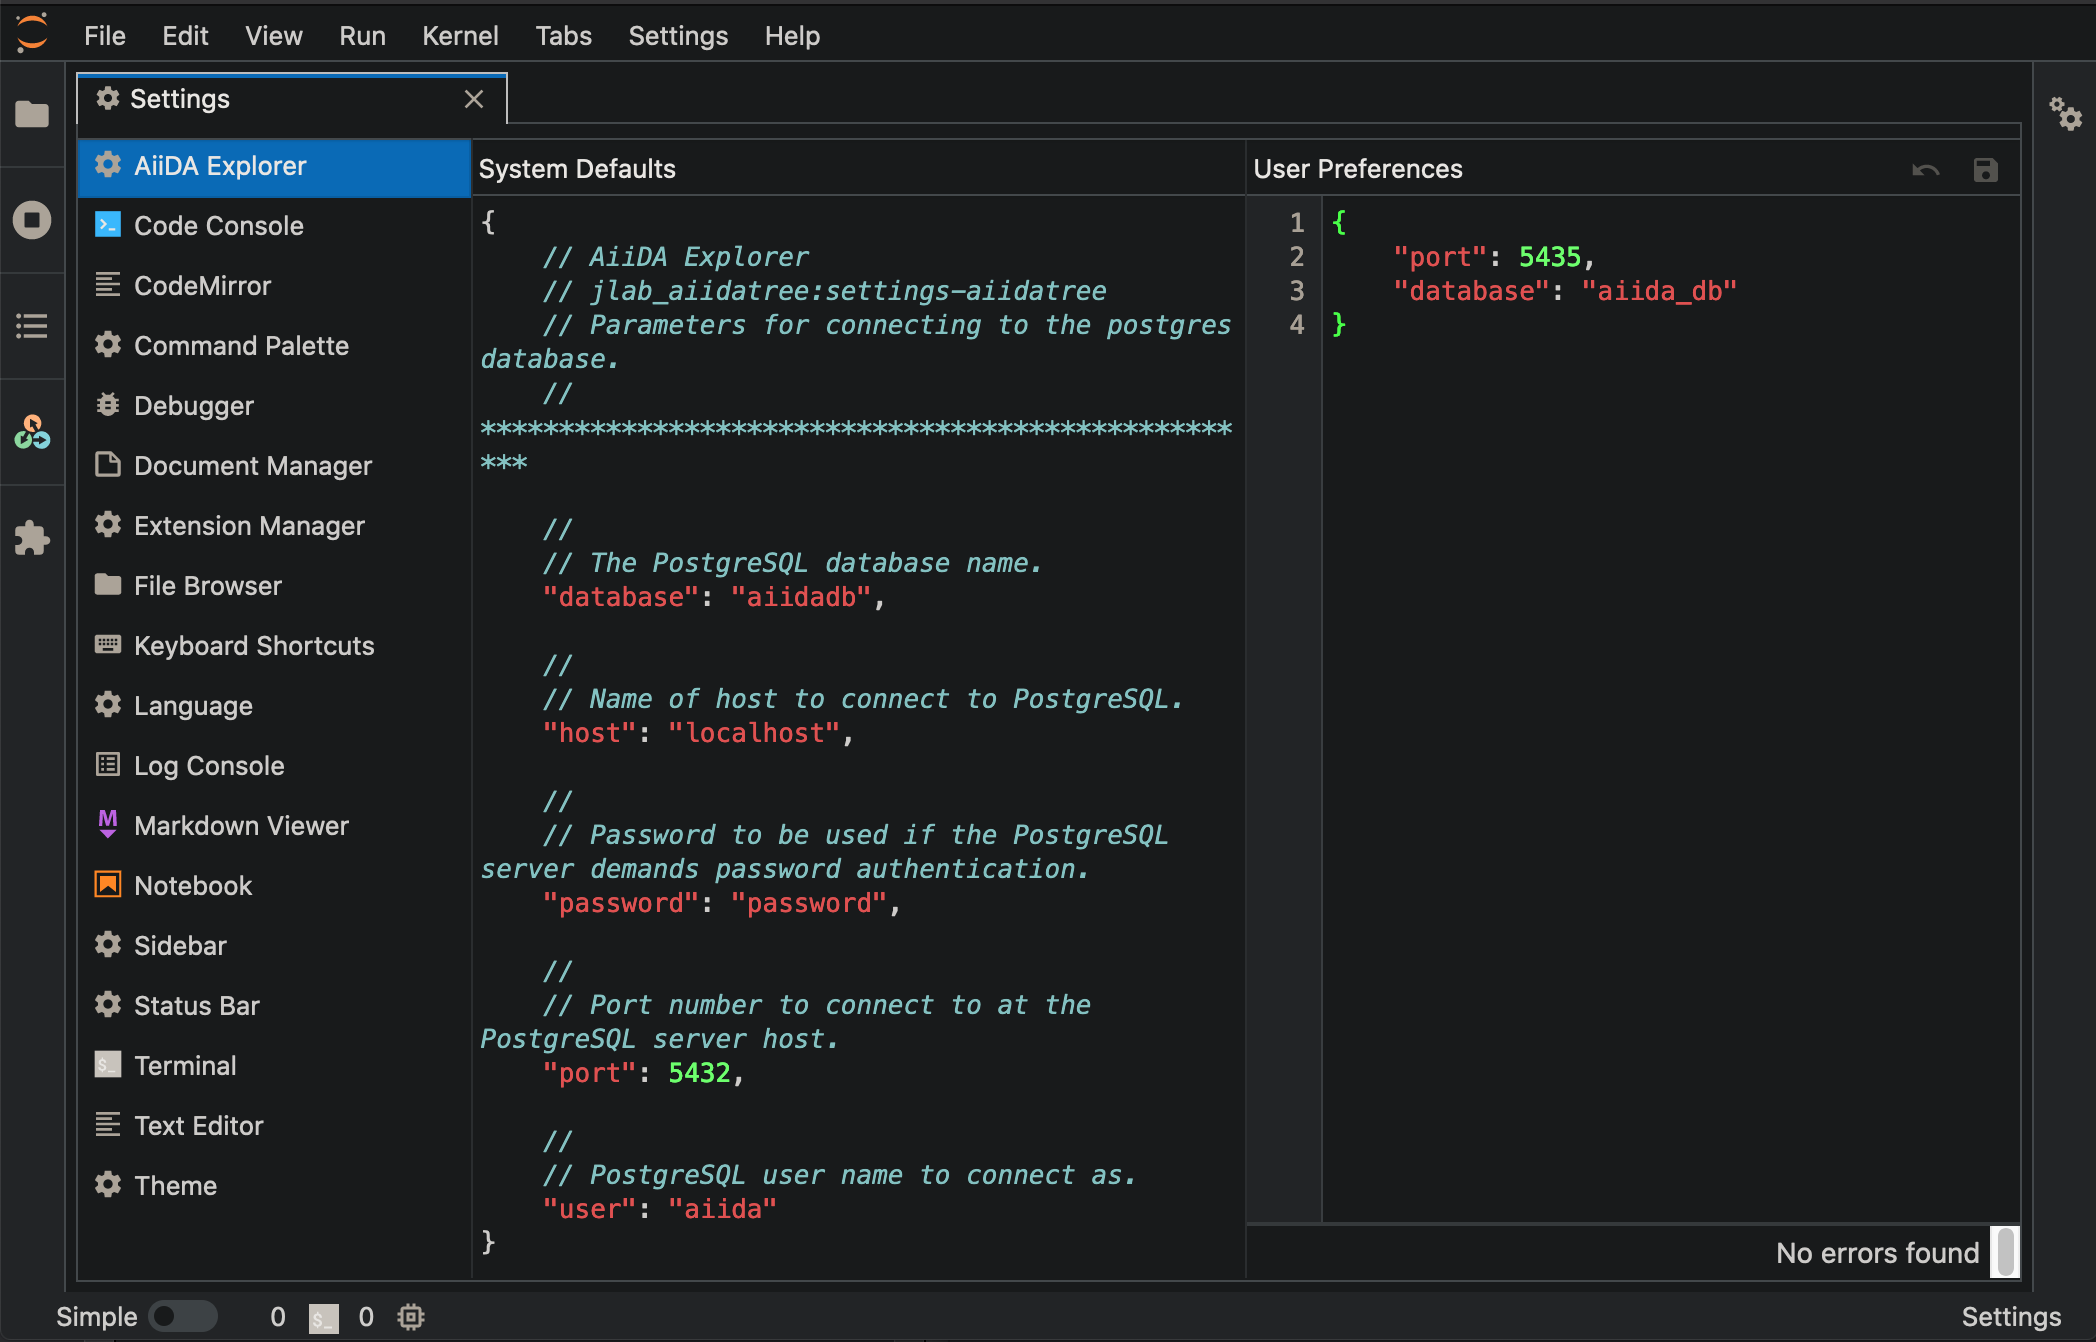 File Edit View Run Kernel Tabs Settings Help
Settings
AiiDA Explorer
Code Console
CodeMirror
Command Palette
Debugger
Document Manager
Extension Manager
File Browser
Keyboard Shortcuts
Language
Log Console
Markdown Viewer
Notebook
Sidebar
Status Bar
Terminal
Text Editor
Theme
System Defaults
{
    // AiiDA Explorer
    // jlab_aiidatree:settings-aiidatree
    // Parameters for connecting to the postgres
database.
    //
************************************************
***
    //
    // The PostgreSQL database name.
    "database": "aiidadb",
    //
    // Name of host to connect to PostgreSQL.
    "host": "localhost",
    //
    // Password to be used if the PostgreSQL
server demands password authentication.
    "password": "password",
    //
    // Port number to connect to at the
PostgreSQL server host.
    "port": 5432,
    //
    // PostgreSQL user name to connect as.
    "user": "aiida"
}
User Preferences
1 {
2     "port": 5435,
3     "database": "aiida_db"
4 }
No errors found
Simple 0 $_ 0
Settings